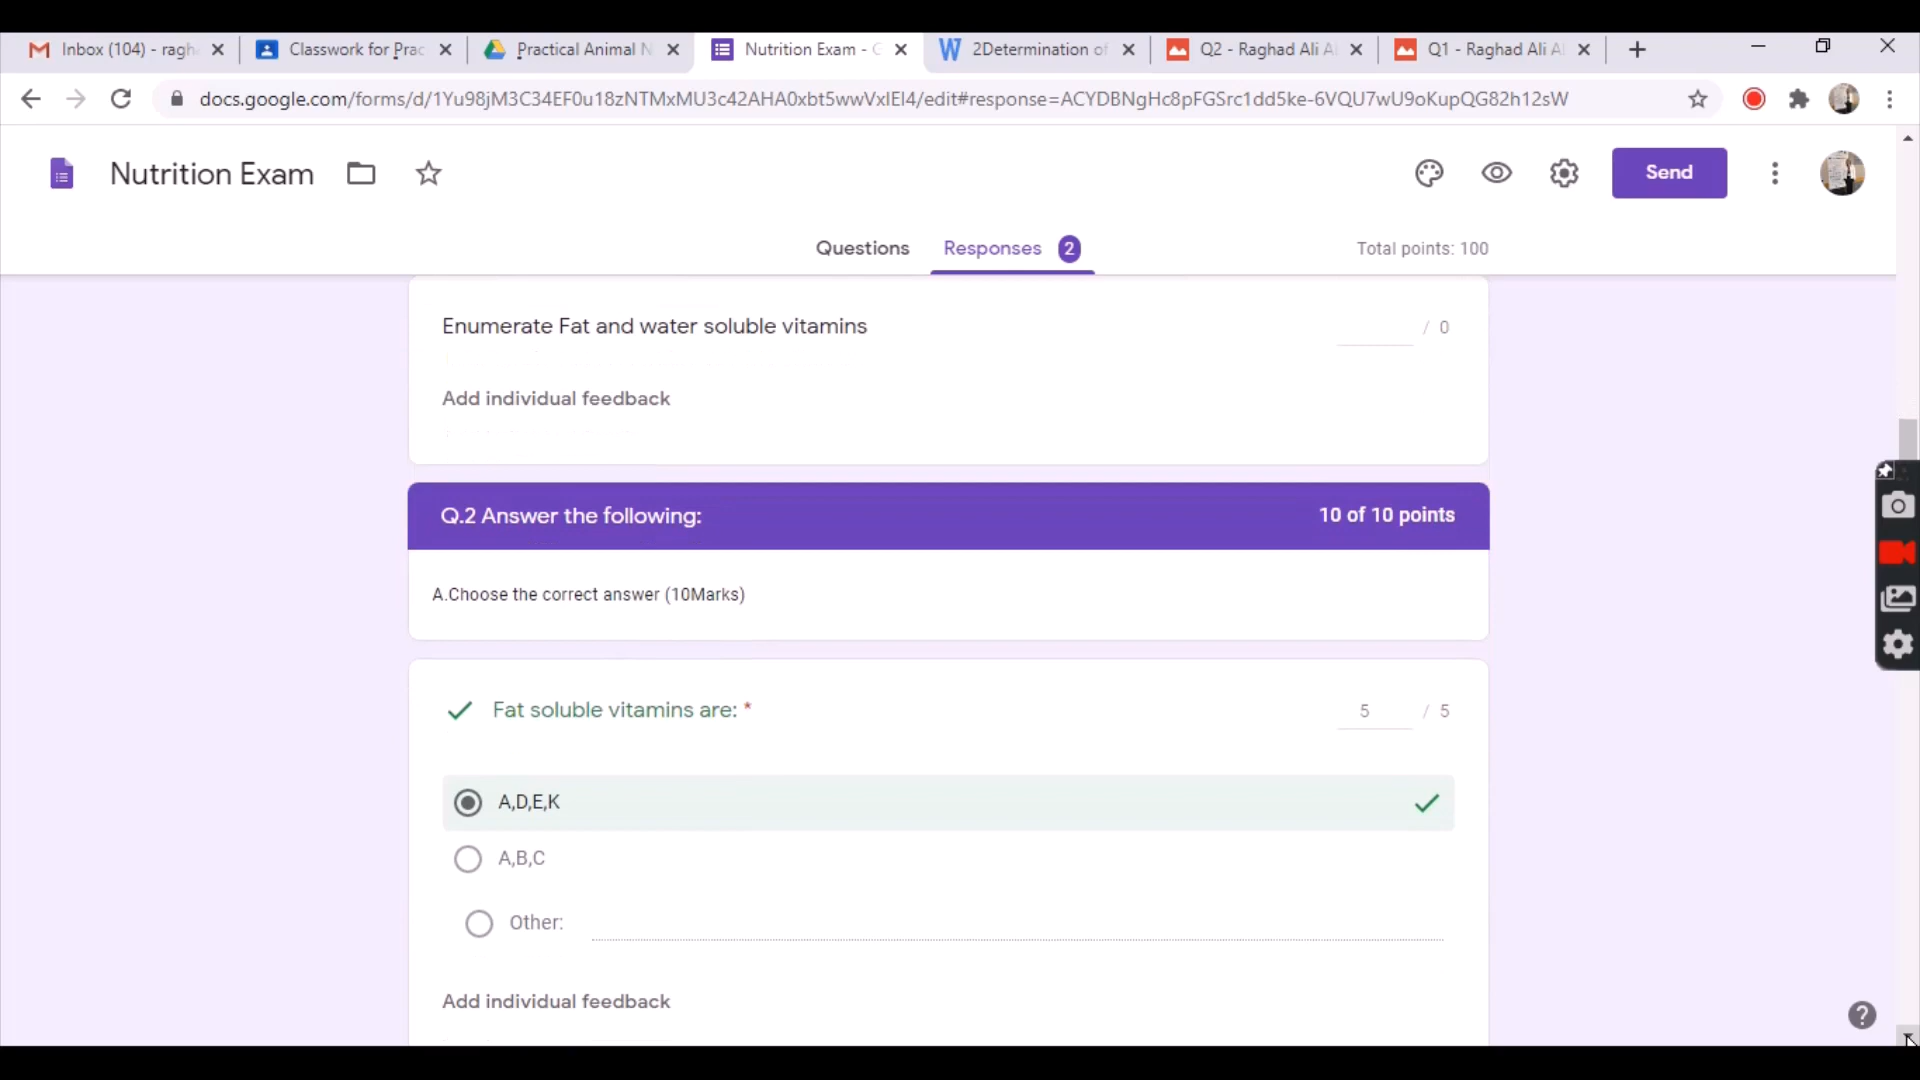 Inbox (104) - ragh
Classwork for Prac
Practical Animal N
Nutrition Exam - G
2Determination of
Q2 - Raghad Ali Al
Q1 - Raghad Ali Al
docs.google.com/forms/d/1Yu98jM3C34EF0u18zNTMxMU3c42AHA0xbt5wwVxIEI4/edit#response=ACYDBNgHc8pFGSrc1dd5ke-6VQU7wU9oKupQG82h12sW
Nutrition Exam
Send
Questions
Responses 2
Total points: 100
Enumerate Fat and water soluble vitamins
/ 0
Add individual feedback
Q.2 Answer the following:
10 of 10 points
A.Choose the correct answer (10Marks)
Fat soluble vitamins are: *
5 / 5
A,D,E,K
A,B,C
Other:
Add individual feedback